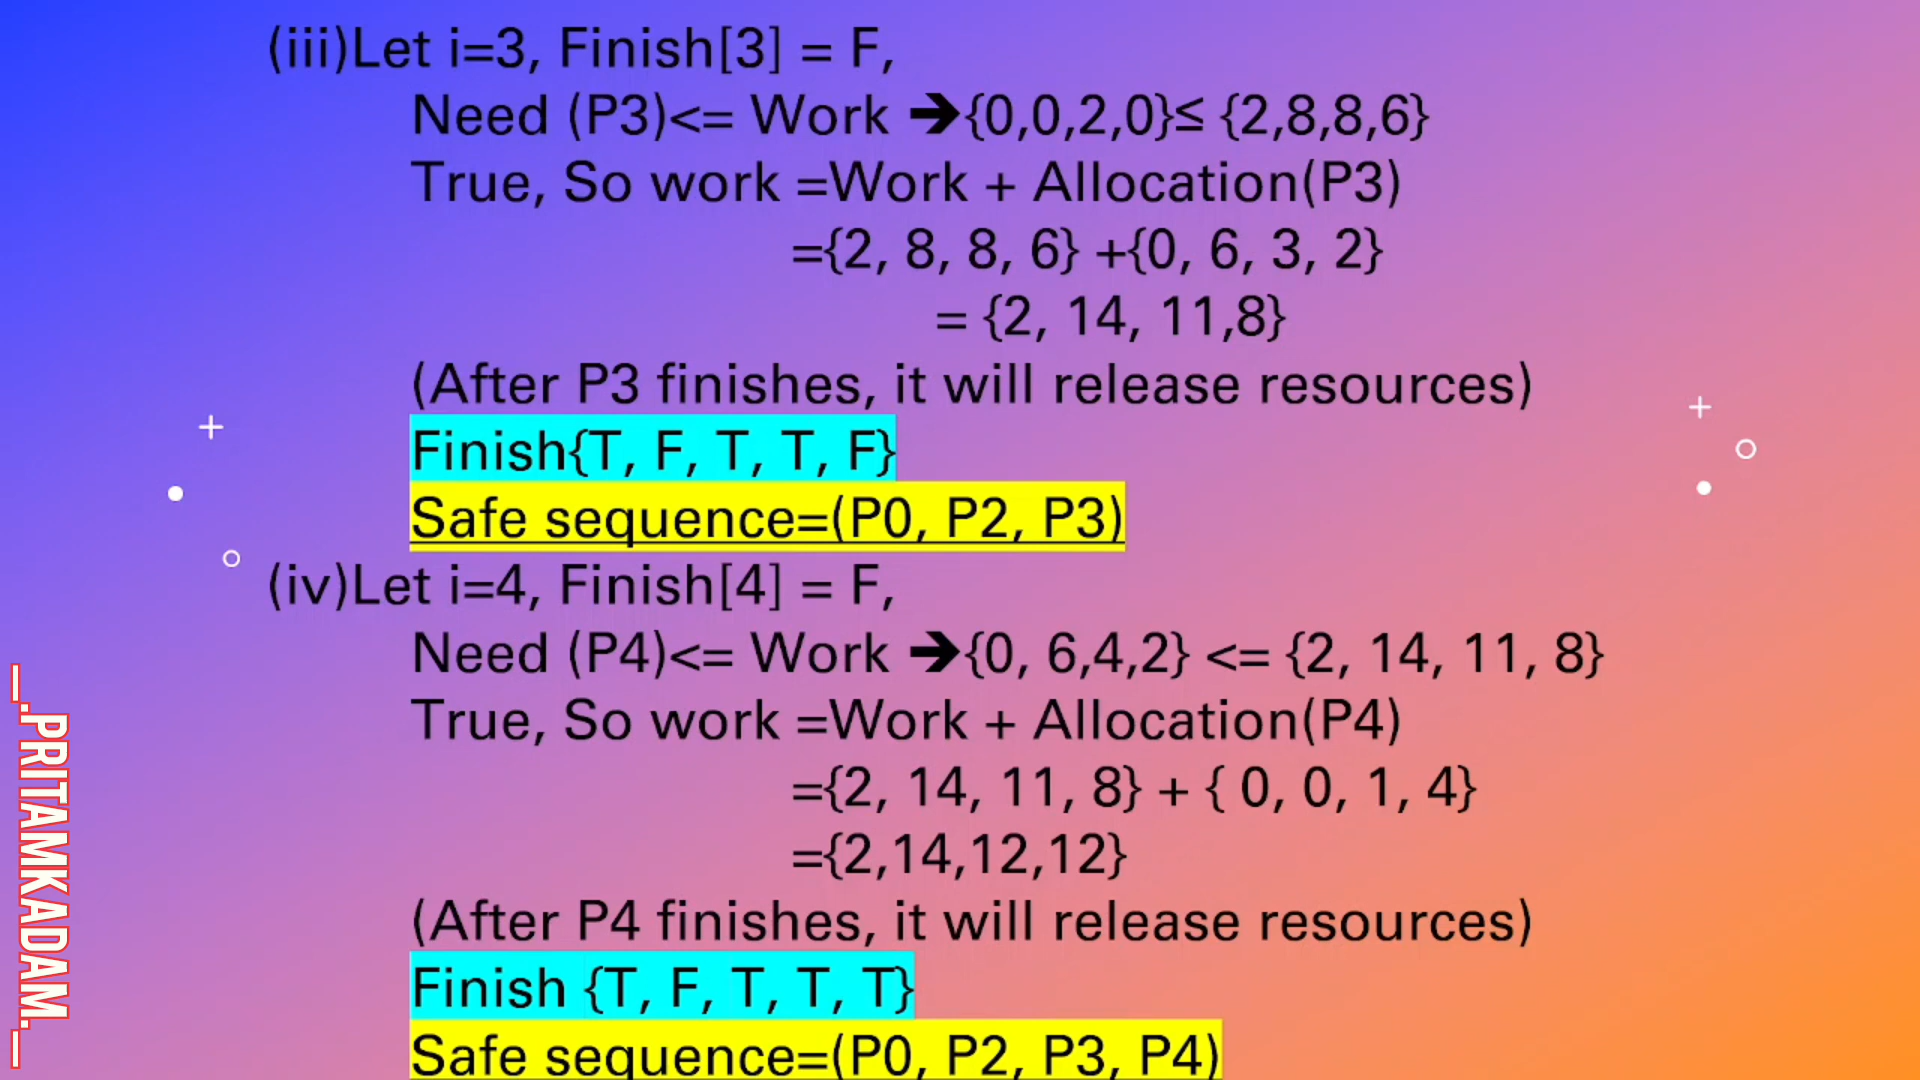 (iii)Let i=3, Finish[3] = F,
Need (P3)<= Work ➔{0,0,2,0}≤ {2,8,8,6}
True, So work =Work + Allocation(P3)
={2, 8, 8, 6} +{0, 6, 3, 2}
= {2, 14, 11,8}
(After P3 finishes, it will release resources)
Finish{T, F, T, T, F}
Safe sequence=(P0, P2, P3)
(iv)Let i=4, Finish[4] = F,
Need (P4)<= Work ➔{0, 6,4,2} <= {2, 14, 11, 8}
True, So work =Work + Allocation(P4)
={2, 14, 11, 8} + { 0, 0, 1, 4}
={2,14,12,12}
(After P4 finishes, it will release resources)
Finish {T, F, T, T, T}
Safe sequence=(P0, P2, P3, P4)
_.PRITAMKADAM._